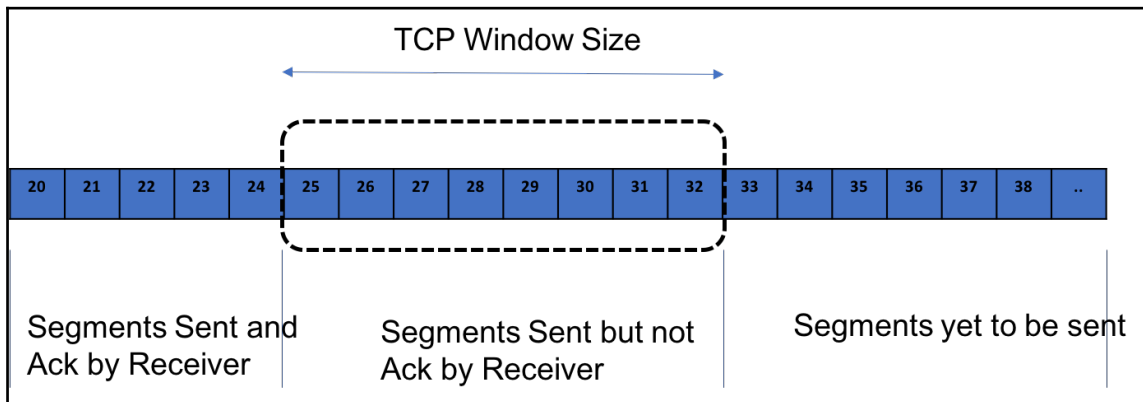 TCP Window Size
20 21 22 23 24 25 26 27 28 29 30 31 32 33 34 35 36 37 38 ..
Segments Sent and
Ack by Receiver
Segments Sent but not
Ack by Receiver
Segments yet to be sent